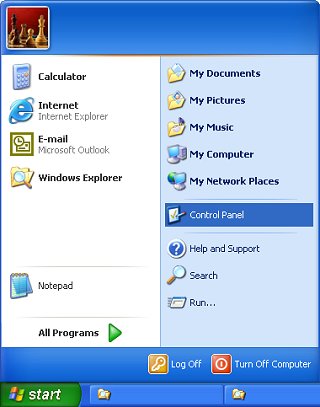 Calculator
Internet
Internet Explorer
E-mail
Microsoft Outlook
Windows Explorer
Notepad
All Programs
My Documents
My Pictures
My Music
My Computer
My Network Places
Control Panel
Help and Support
Search
Run...
Log Off
Turn Off Computer
start